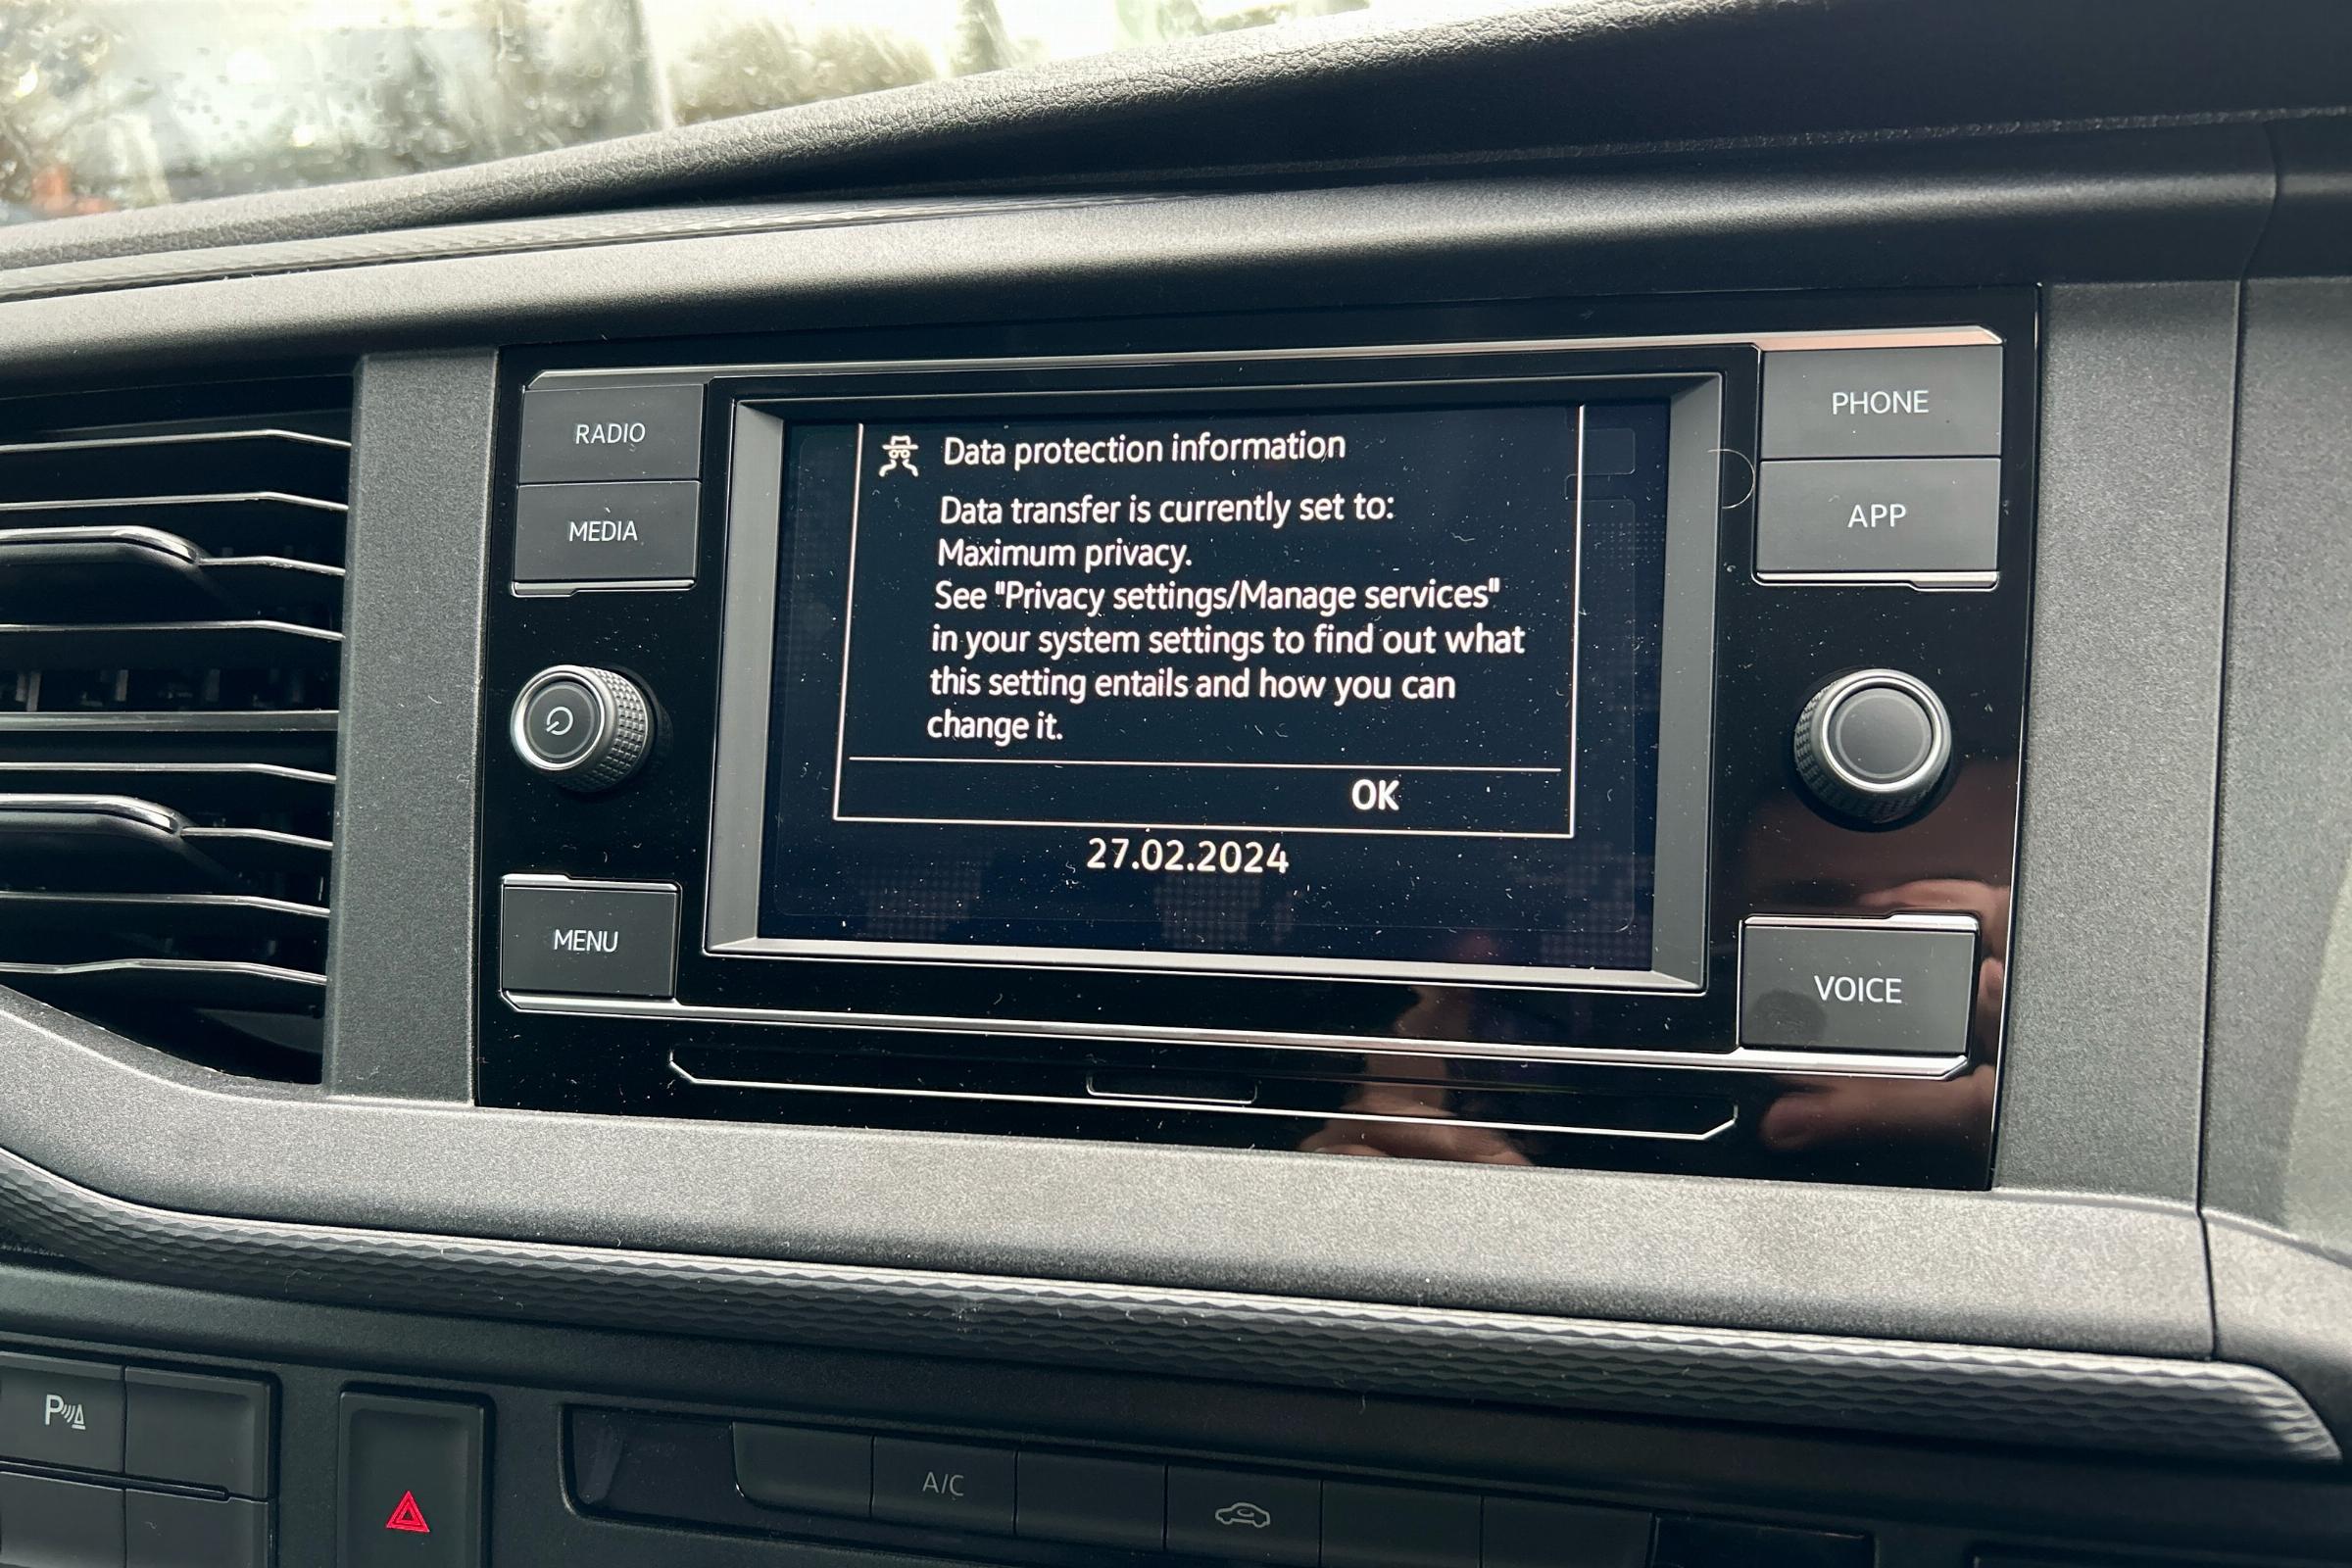 RADIO
MEDIA
MENU
Data protection information
Data transfer is currently set to:
Maximum privacy.
See "Privacy settings/Manage services"
in your system settings to find out what
this setting entails and how you can
change it.
OK
27.02.2024
PHONE
APP
VOICE
P
A/C